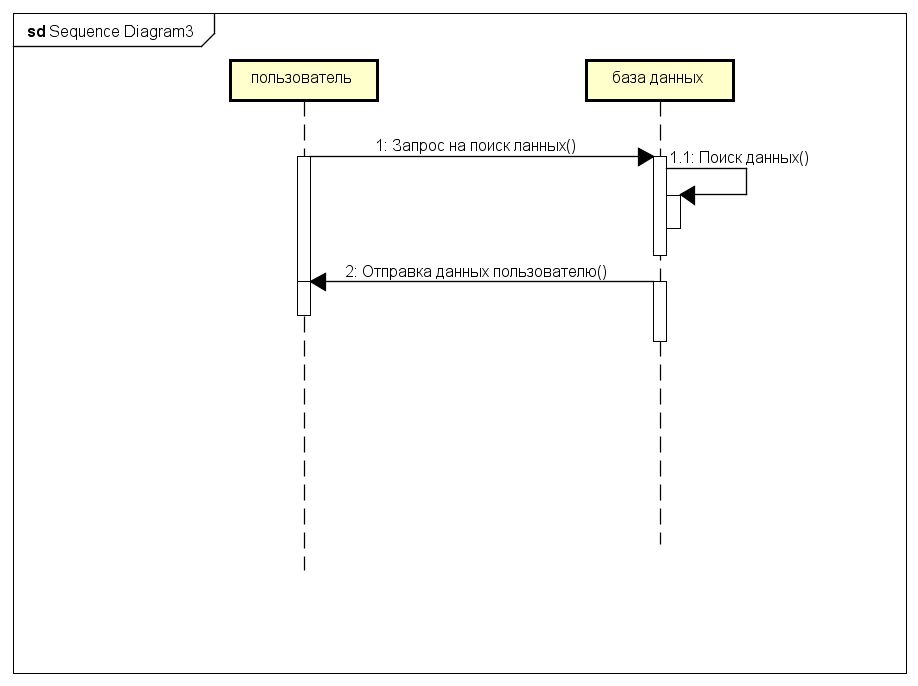 sd Sequence Diagram3
пользователь
база данных
1: Запрос на поиск ланных()
1.1: Поиск данных()
2: Отправка данных пользователю()